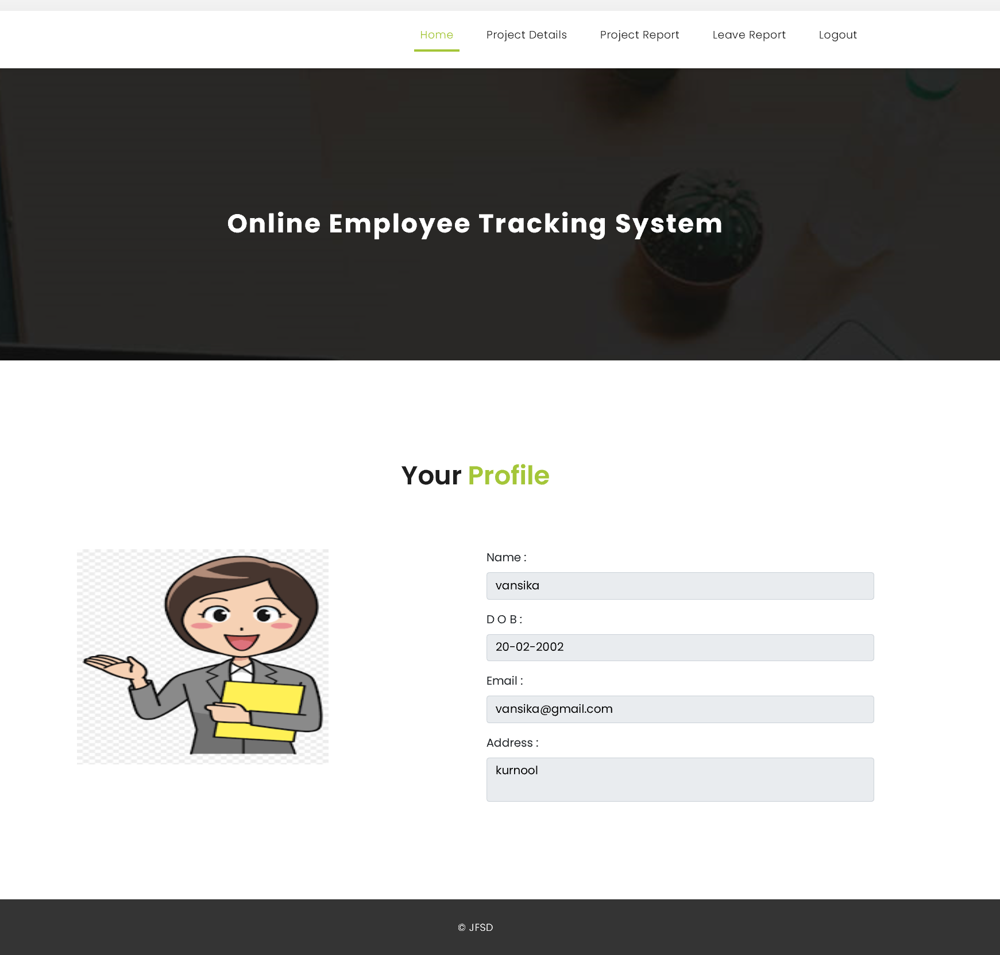 Home Project Details Project Report Leave Report Logout
Online Employee Tracking System
Your Profile
Name :
vansika
D O B :
20-02-2002
Email :
vansika@gmail.com
Address :
kurnool
© JFSD